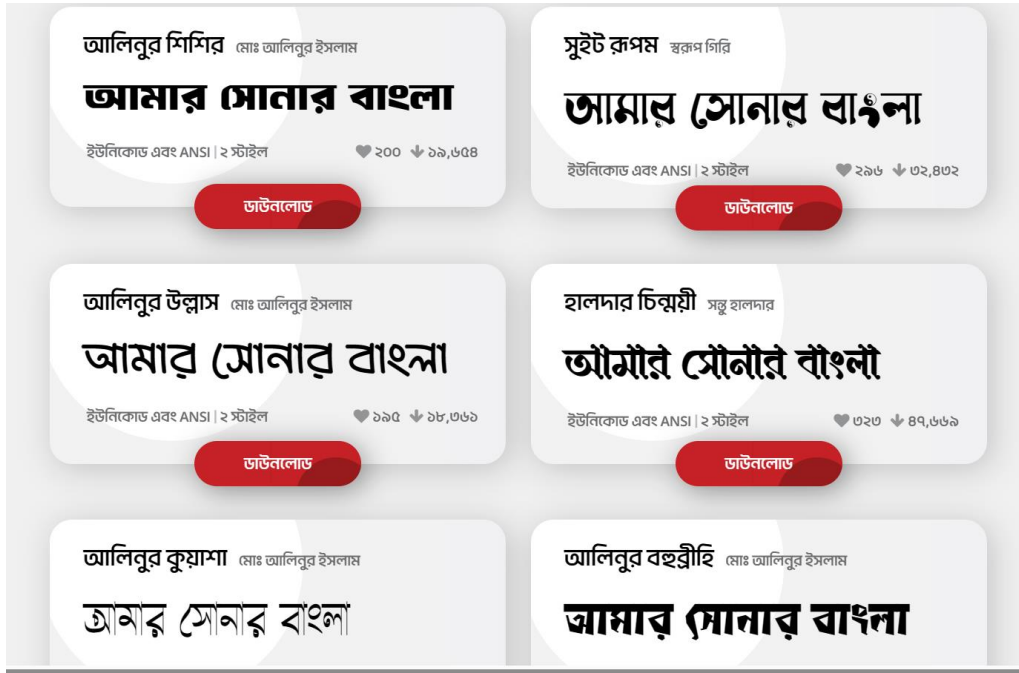 আলিনুর শিশির মোঃ আলিনুর ইসলাম
আমার সোনার বাংলা
ইউনিকোড এবং ANSI | ২ স্টাইল ২০০ ১৯,৬৫৪
ডাউনলোড
সুইট রূপম স্বরূপ গিরি
আমার সোনার বাংলা
ইউনিকোড এবং ANSI | ২ স্টাইল ২৯৬ ৩২,৪৩২
ডাউনলোড
আলিনুর উল্লাস মোঃ আলিনুর ইসলাম
আমার সোনার বাংলা
ইউনিকোড এবং ANSI | ২ স্টাইল ১৯৫ ১৮,৩৬১
ডাউনলোড
হালদার চিন্ময়ী সন্তু হালদার
আমার সোনার বাংলা
ইউনিকোড এবং ANSI | ২ স্টাইল ৩২৩ ৪৭,৬৬৯
ডাউনলোড
আলিনুর কুয়াশা মোঃ আলিনুর ইসলাম
আমার সোনার বাংলা
আলিনুর বহুব্রীহি মোঃ আলিনুর ইসলাম
আমার সোনার বাংলা